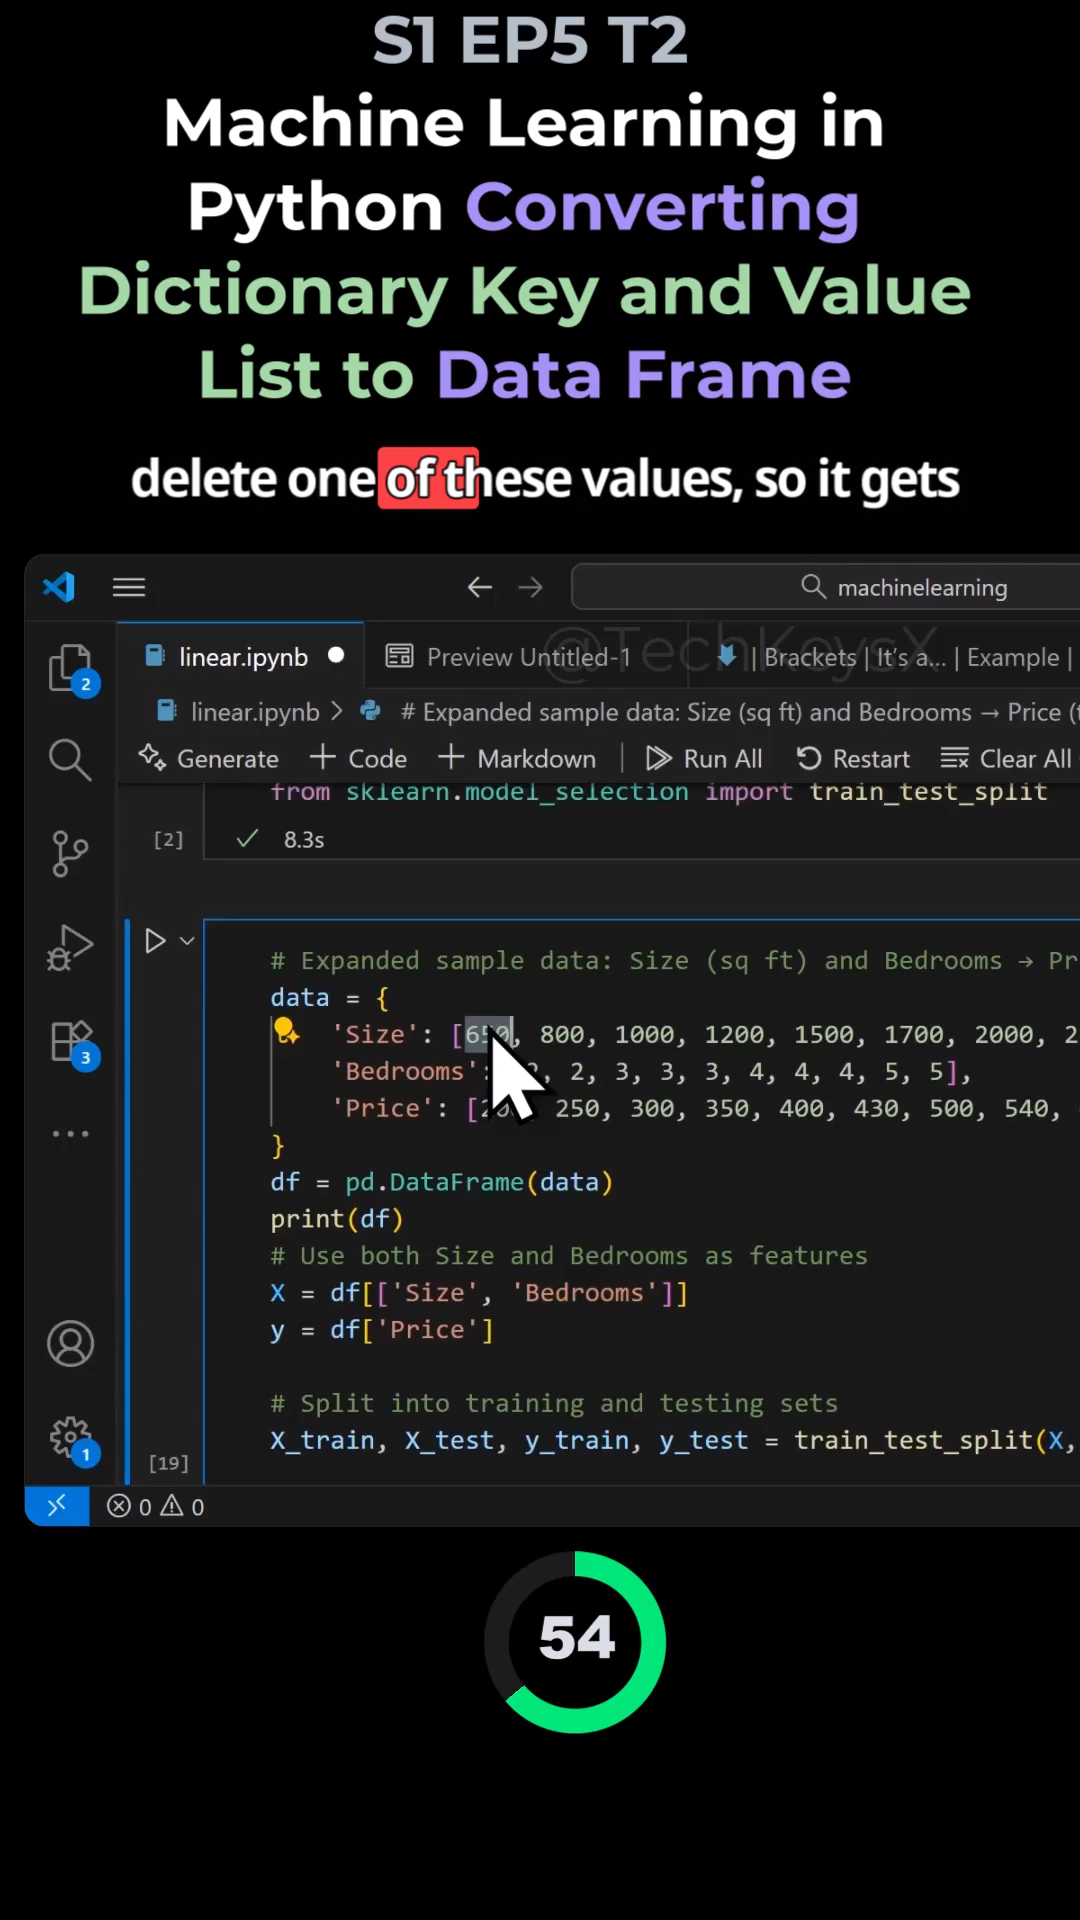 S1 EP5 T2
Machine Learning in
Python Converting
Dictionary Key and Value
List to Data Frame
delete one of these values, so it gets
machinelearning
linear.ipynb
Preview Untitled-1
| Brackets | It's a... | Example |
@TechKeysX
linear.ipynb > # Expanded sample data: Size (sq ft) and Bedrooms → Price (
Generate + Code + Markdown | Run All Restart Clear All
2
from sklearn.model_selection import train_test_split
[2] ✓ 8.3s
# Expanded sample data: Size (sq ft) and Bedrooms → Pr
data = {
'Size': [650, 800, 1000, 1200, 1500, 1700, 2000, 2
'Bedrooms': 2, 3, 3, 3, 4, 4, 4, 5, 5],
'Price': [ 250, 300, 350, 400, 430, 500, 540,
}
df = pd.DataFrame(data)
print(df)
# Use both Size and Bedrooms as features
X = df[['Size', 'Bedrooms']]
y = df['Price']
# Split into training and testing sets
X_train, X_test, y_train, y_test = train_test_split(X,
[19]
3
1
0 0
54